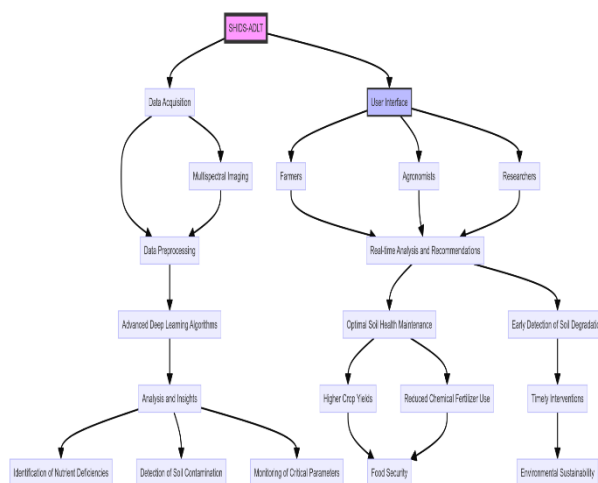 SHIDS-ADLT
Data Acquisition
User Interface
Multispectral Imaging
Farmers
Agronomists
Researchers
Data Preprocessing
Real-time Analysis and Recommendations
Advanced Deep Learning Algorithms
Optimal Soil Health Maintenance
Early Detection of Soil Degradatio
Analysis and Insights
Higher Crop Yields
Reduced Chemical Fertilizer Use
Timely Interventions
Identification of Nutrient Deficiencies
Detection of Soil Contamination
Monitoring of Critical Parameters
Food Security
Environmental Sustainability